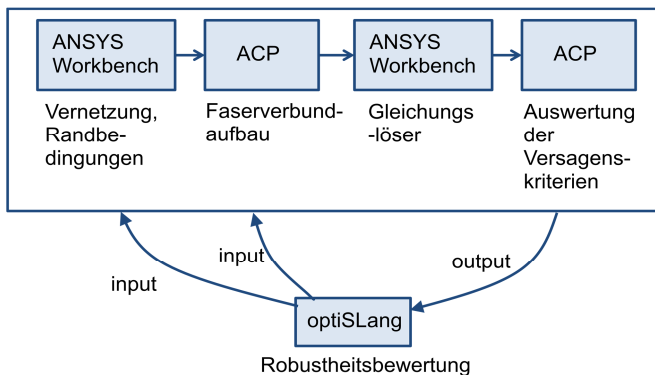 ANSYS
Workbench
ACP
ANSYS
Workbench
ACP
Vernetzung,
Randbe-
dingungen
Faserverbund-
aufbau
Gleichungs
-löser
Auswertung
der
Versagens-
kriterien
input
input
output
optiSLang
Robustheitsbewertung